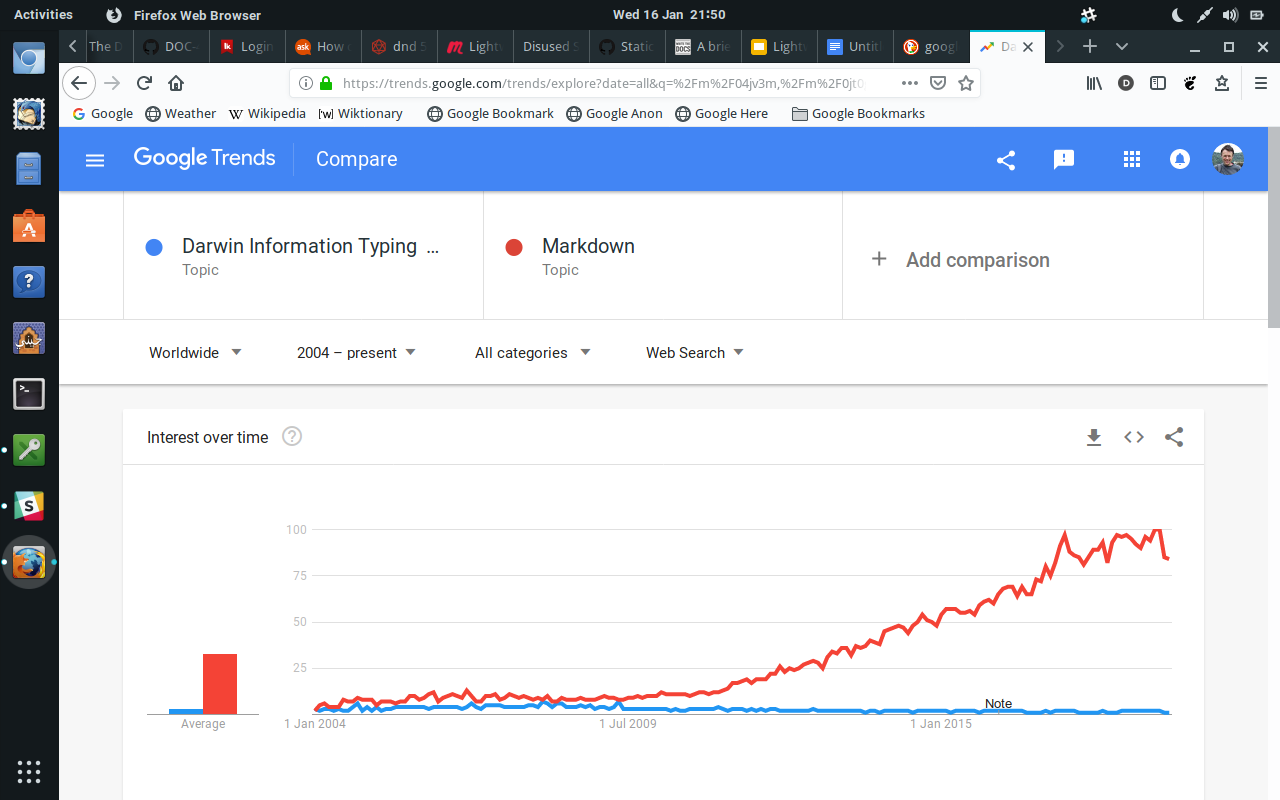 Activities Firefox Web Browser Wed 16 Jan 21:50
The D DOC- Login ask How dnd S Lightw Disused S Static A brie Light Untitl goog Da
https://trends.google.com/trends/explore?date=all&q=%2Fm%2F04jv3m,%2Fm%2F0jt0
Google Weather Wikipedia Wiktionary Google Bookmark Google Anon Google Here Google Bookmarks
Google Trends Compare
Darwin Information Typing ... Markdown + Add comparison
Topic Topic
Worldwide 2004 – present All categories Web Search
Interest over time ?
100
75
50
25
Note
Average 1 Jan 2004 1 Jul 2009 1 Jan 2015